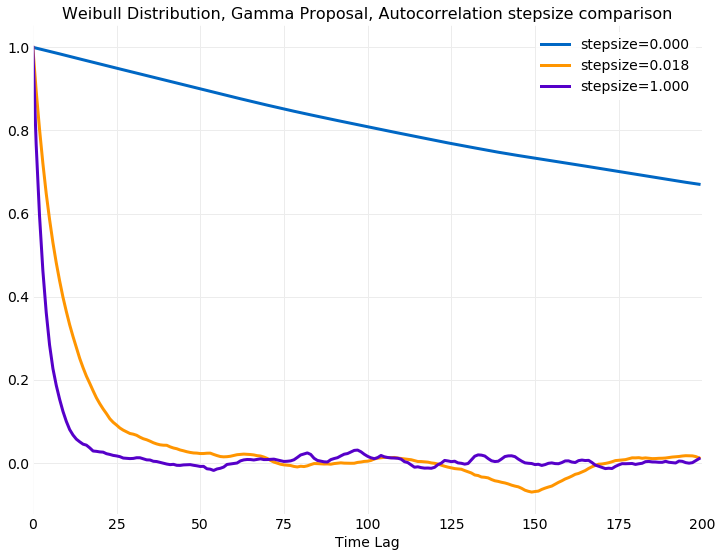 Weibull Distribution, Gamma Proposal, Autocorrelation stepsize comparison
stepsize=0.000
stepsize=0.018
stepsize=1.000
1.0
0.8
0.6
0.4
0.2
0.0
0 25 50 75 100 125 150 175 200
Time Lag